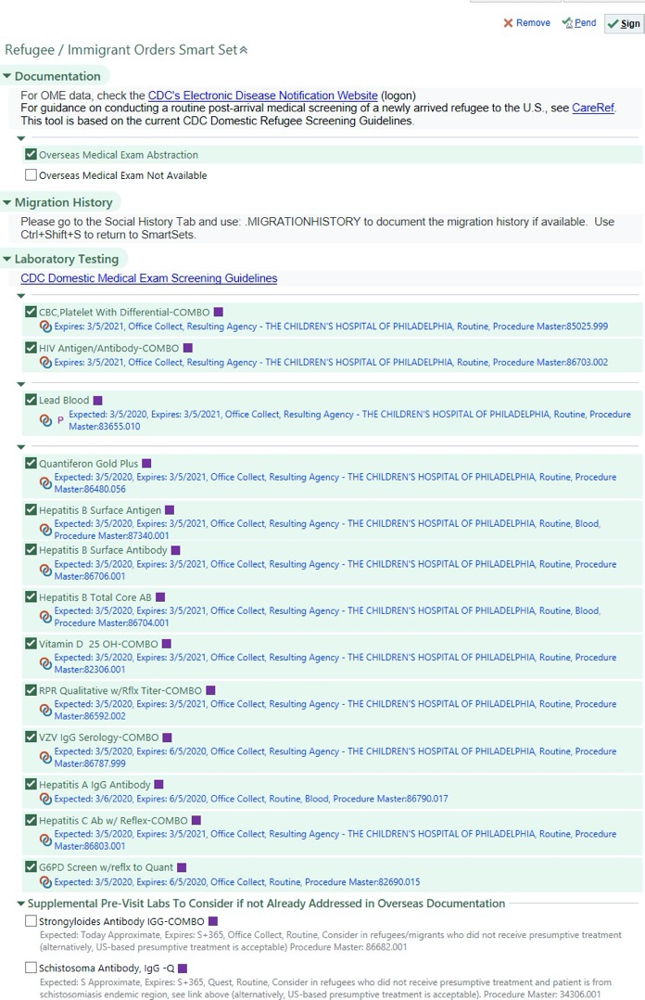 Remove Pend Sign
Refugee / Immigrant Orders Smart Set
Documentation
For OME data, check the CDC's Electronic Disease Notification Website (logon)
For guidance on conducting a routine post-arrival medical screening of a newly arrived refugee to the U.S., see CareRef.
This tool is based on the current CDC Domestic Refugee Screening Guidelines.
Overseas Medical Exam Abstraction
Overseas Medical Exam Not Available
Migration History
Please go to the Social History Tab and use: .MIGRATIONHISTORY to document the migration history if available. Use
Ctrl+Shift+S to return to SmartSets.
Laboratory Testing
CDC Domestic Medical Exam Screening Guidelines
CBC,Platelet With Differential-COMBO
Expires: 3/5/2021, Office Collect, Resulting Agency - THE CHILDREN'S HOSPITAL OF PHILADELPHIA, Routine, Procedure Master:85025.999
HIV Antigen/Antibody-COMBO
Expires: 3/5/2021, Office Collect, Resulting Agency - THE CHILDREN'S HOSPITAL OF PHILADELPHIA, Routine, Procedure Master:86703.002
Lead Blood
P Expected: 3/5/2020, Expires: 3/5/2021, Office Collect, Resulting Agency - THE CHILDREN'S HOSPITAL OF PHILADELPHIA, Routine, Procedure
Master:83655.010
Quantiferon Gold Plus
Expected: 3/5/2020, Expires: 3/5/2021, Office Collect, Resulting Agency - THE CHILDREN'S HOSPITAL OF PHILADELPHIA, Routine, Procedure
Master:86480.056
Hepatitis B Surface Antigen
Expected: 3/5/2020, Expires: 3/5/2021, Office Collect, Resulting Agency - THE CHILDREN'S HOSPITAL OF PHILADELPHIA, Routine, Blood,
Procedure Master:87340.001
Hepatitis B Surface Antibody
Expected: 3/5/2020, Expires: 3/5/2021, Office Collect, Resulting Agency - THE CHILDREN'S HOSPITAL OF PHILADELPHIA, Routine, Procedure
Master:86706.001
Hepatitis B Total Core AB
Expected: 3/5/2020, Expires: 3/5/2021, Office Collect, Resulting Agency - THE CHILDREN'S HOSPITAL OF PHILADELPHIA, Routine, Blood,
Procedure Master:86704.001
Vitamin D 25 OH-COMBO
Expected: 3/5/2020, Expires: 3/5/2021, Office Collect, Resulting Agency - THE CHILDREN'S HOSPITAL OF PHILADELPHIA, Routine, Procedure
Master:82306.001
RPR Qualitative w/Rflx Titer-COMBO
Expected: 3/5/2020, Expires: 3/5/2021, Office Collect, Resulting Agency - THE CHILDREN'S HOSPITAL OF PHILADELPHIA, Routine, Procedure
Master:86592.002
VZV IgG Serology-COMBO
Expected: 3/5/2020, Expires: 6/5/2020, Office Collect, Resulting Agency - THE CHILDREN'S HOSPITAL OF PHILADELPHIA, Routine, Procedure
Master:86787.999
Hepatitis A IgG Antibody
Expected: 3/6/2020, Expires: 6/5/2020, Office Collect, Routine, Blood, Procedure Master:86790.017
Hepatitis C Ab w/ Reflex-COMBO
Expected: 3/5/2020, Expires: 3/5/2021, Office Collect, Resulting Agency - THE CHILDREN'S HOSPITAL OF PHILADELPHIA, Routine, Procedure
Master:86803.001
G6PD Screen w/reflx to Quant
Expected: 3/5/2020, Expires: 6/5/2020, Office Collect, Routine, Procedure Master:82690.015
Supplemental Pre-Visit Labs To Consider if not Already Addressed in Overseas Documentation
Strongyloides Antibody IGG-COMBO
Expected: Today Approximate, Expires: S+365, Office Collect, Routine, Consider in refugees/migrants who did not receive presumptive treatment
(alternatively, US-based presumptive treatment is acceptable) Procedure Master: 86682.001
Schistosoma Antibody, IgG -Q
Expected: S Approximate, Expires: S+365, Quest, Routine, Consider in refugees who did not receive presumptive treatment and patient is from
schistosomiasis endemic region, see link above (alternatively, US-based presumptive treatment is acceptable). Procedure Master: 34306.001